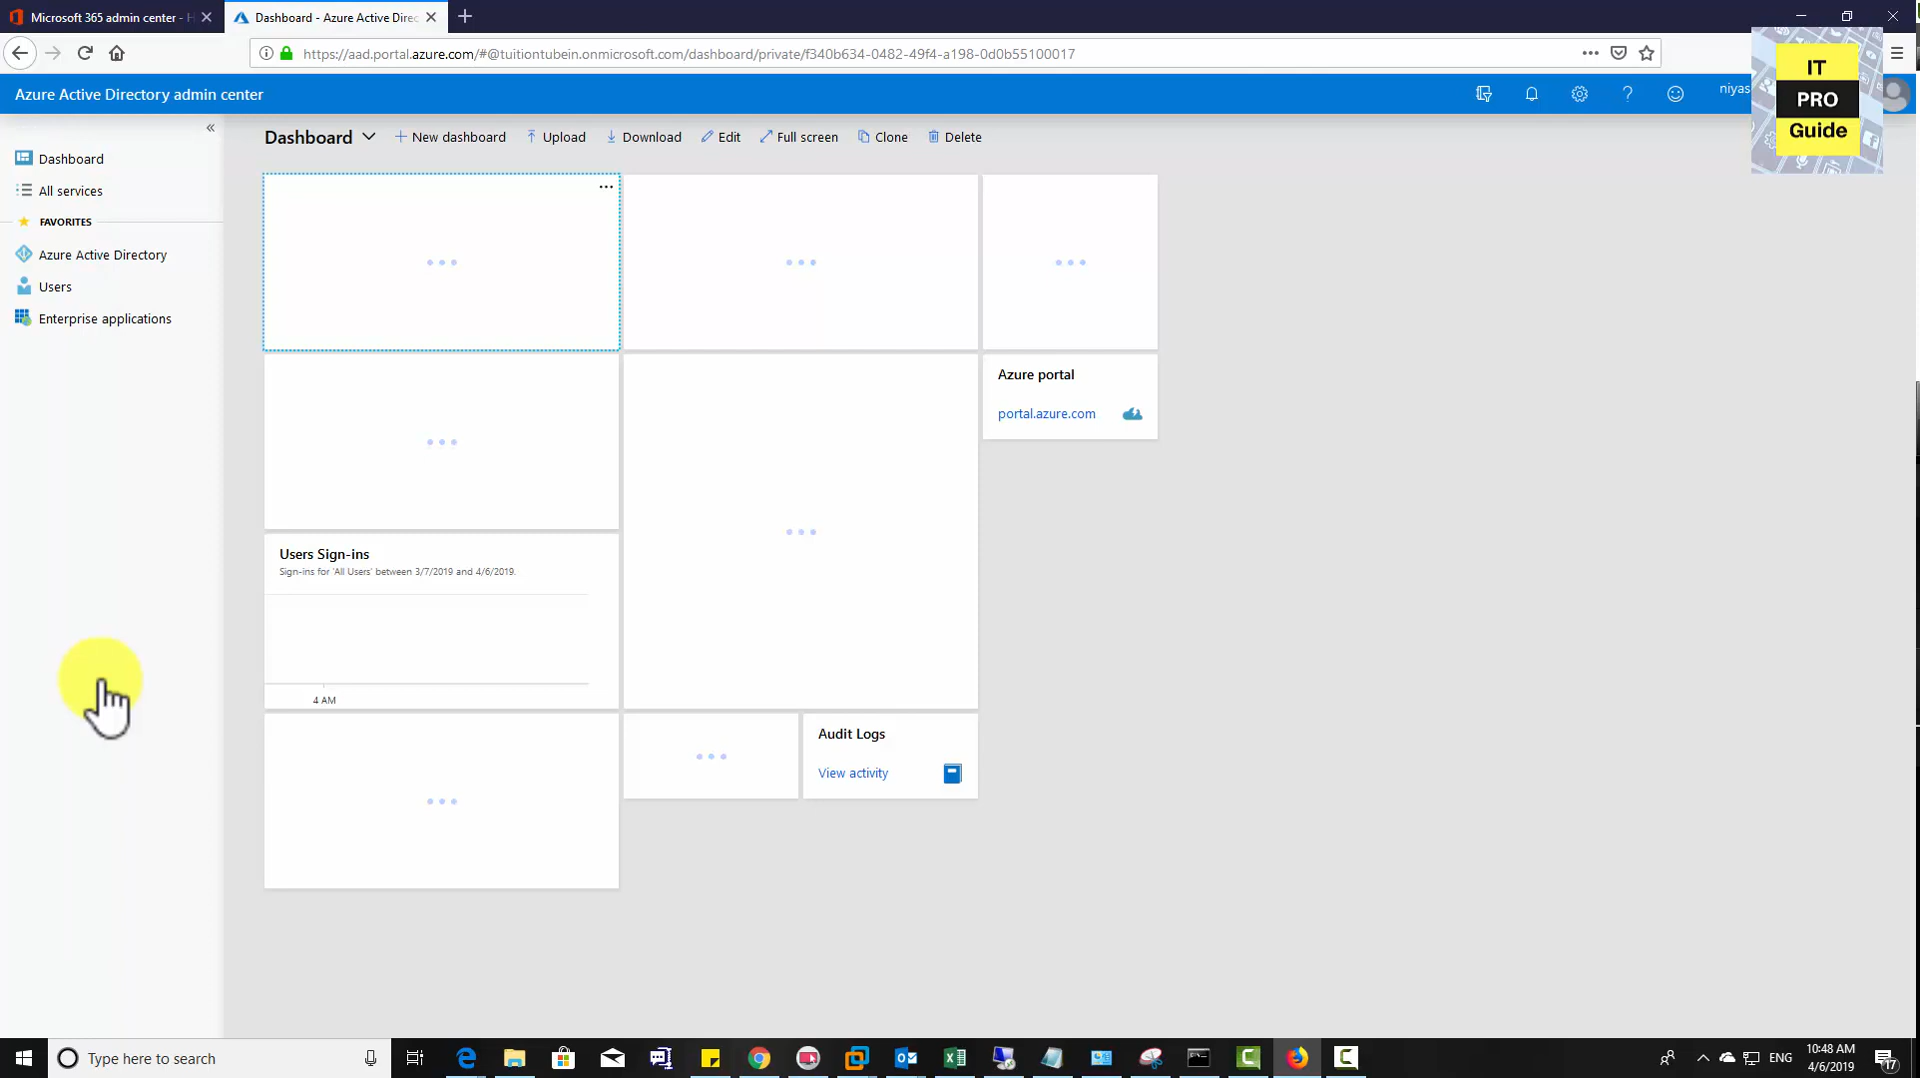 Microsoft 365 admin center - H
Dashboard - Azure Active Direc
https://aad.portal.azure.com/#@tuitiontubein.onmicrosoft.com/dashboard/private/f340b634-0482-49f4-a198-0d0b55100017
IT
PRO
Guide
Azure Active Directory admin center
niyas
Dashboard
All services
FAVORITES
Azure Active Directory
Users
Enterprise applications
Dashboard
New dashboard
Upload
Download
Edit
Full screen
Clone
Delete
Azure portal
portal.azure.com
Users Sign-ins
Sign-ins for 'All Users' between 3/7/2019 and 4/6/2019.
4 AM
Audit Logs
View activity
Type here to search
ENG
10:48 AM
4/6/2019
17